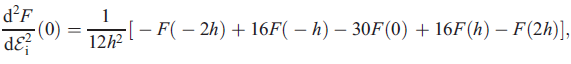 d²F/dℰᵢ² (0) = 1/12h² [ – F( – 2h) + 16F( – h) – 30F(0) + 16F(h) – F(2h)],